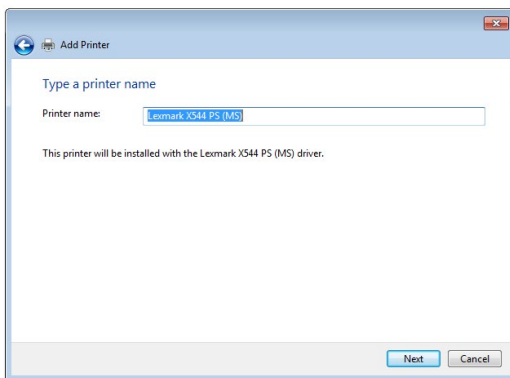 Add Printer
Type a printer name
Printer name: Lexmark X544 PS (MS)
This printer will be installed with the Lexmark X544 PS (MS) driver.
Next Cancel